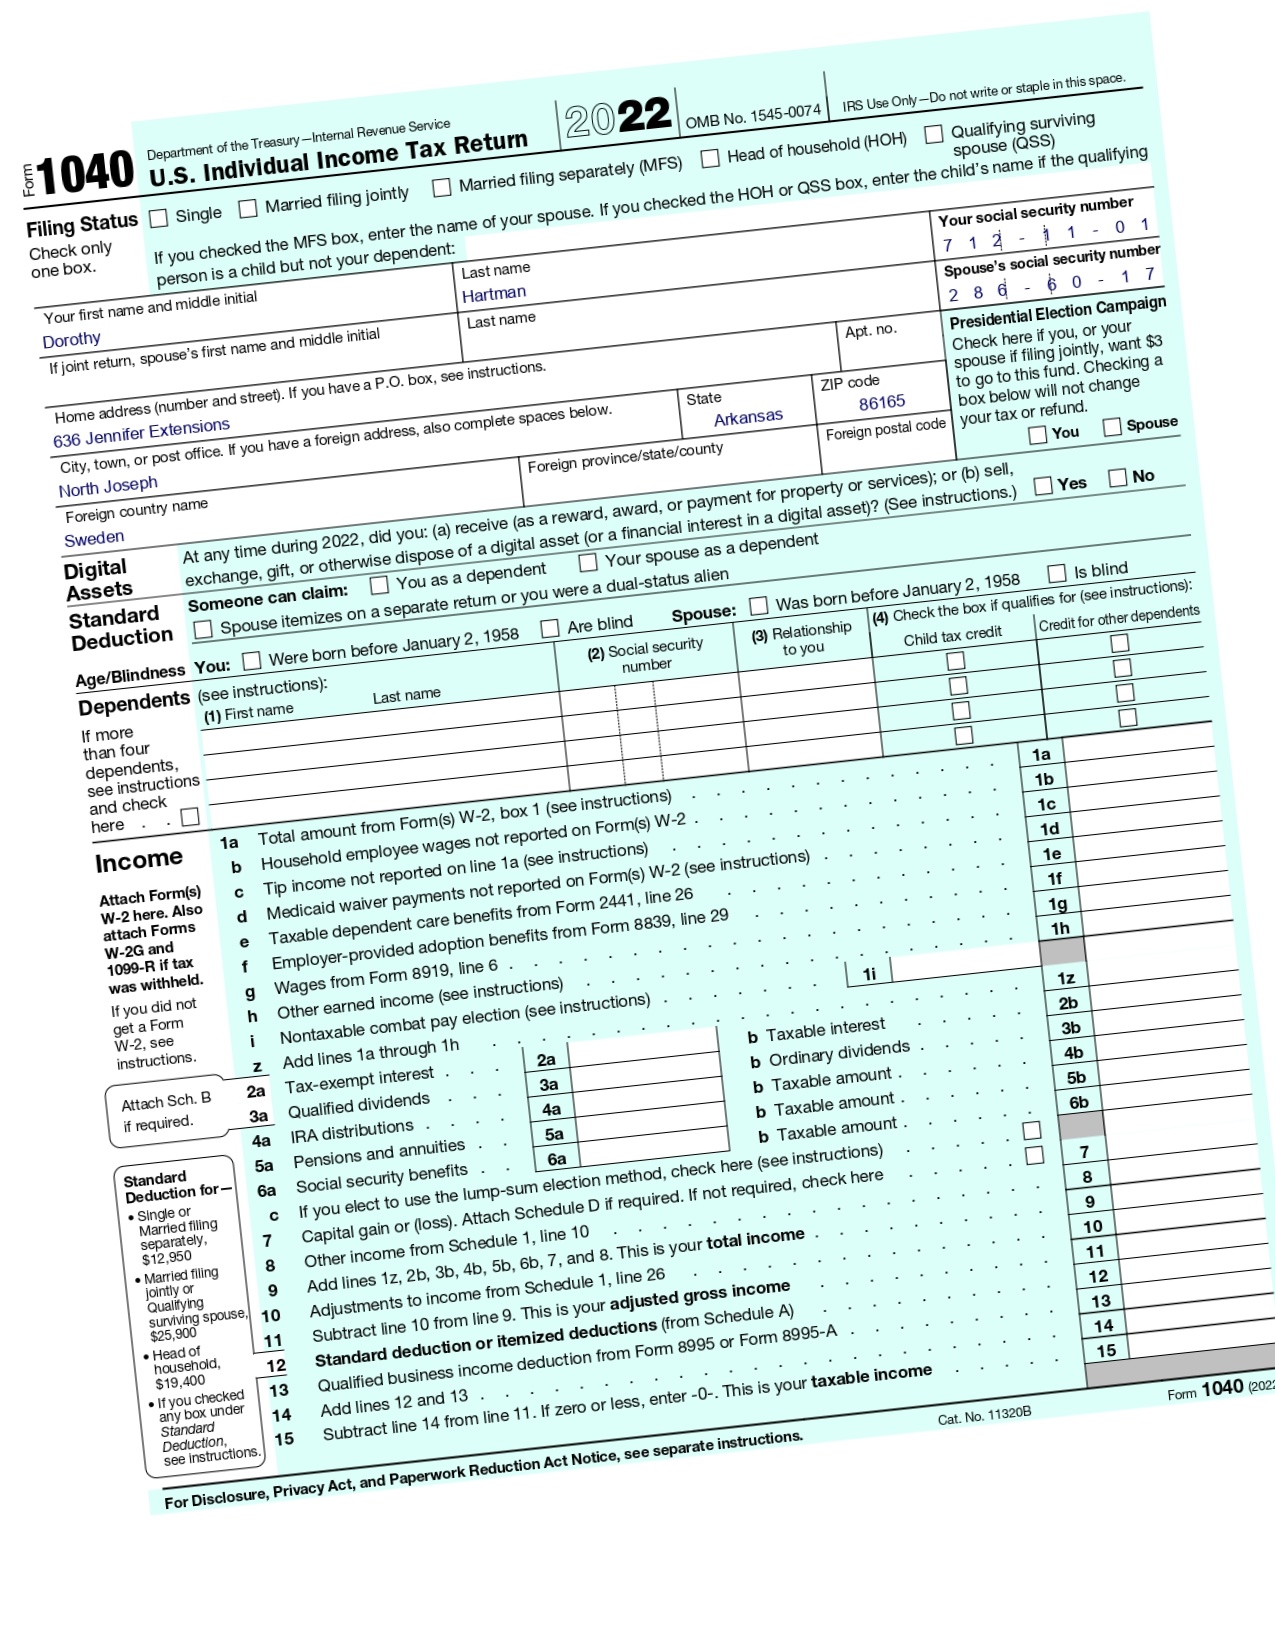 Form 1040 Department of the Treasury—Internal Revenue Service
U.S. Individual Income Tax Return 2022 OMB No. 1545-0074 IRS Use Only—Do not write or staple in this space.
Filing Status
Check only
one box.
Single Married filing jointly Married filing separately (MFS) Head of household (HOH) Qualifying surviving
spouse (QSS)
If you checked the MFS box, enter the name of your spouse. If you checked the HOH or QSS box, enter the child's name if the qualifying
person is a child but not your dependent:
Your first name and middle initial Last name Your social security number
Dorothy Hartman 712-11-01
If joint return, spouse's first name and middle initial Last name Spouse's social security number
286-60-17
Home address (number and street). If you have a P.O. box, see instructions. Apt. no.
636 Jennifer Extensions
City, town, or post office. If you have a foreign address, also complete spaces below. State ZIP code
North Joseph Arkansas 86165
Foreign country name Foreign province/state/county Foreign postal code
Sweden
Presidential Election Campaign
Check here if you, or your
spouse if filing jointly, want $3
to go to this fund. Checking a
box below will not change
your tax or refund.
You Spouse
Digital
Assets
At any time during 2022, did you: (a) receive (as a reward, award, or payment for property or services); or (b) sell,
exchange, gift, or otherwise dispose of a digital asset (or a financial interest in a digital asset)? (See instructions.) Yes No
Standard
Deduction
Someone can claim: You as a dependent Your spouse as a dependent
Spouse itemizes on a separate return or you were a dual-status alien
Age/Blindness You: Were born before January 2, 1958 Are blind Spouse: Was born before January 2, 1958 Is blind
Dependents (see instructions): (2) Social security
number (3) Relationship
to you (4) Check the box if qualifies for (see instructions):
(1) First name Last name Child tax credit Credit for other dependents
If more
than four
dependents,
see instructions
and check
here . .
Income
Attach Form(s)
W-2 here. Also
attach Forms
W-2G and
1099-R if tax
was withheld.
If you did not
get a Form
W-2, see
instructions.
1a Total amount from Form(s) W-2, box 1 (see instructions) 1a
b Household employee wages not reported on Form(s) W-2 1b
c Tip income not reported on line 1a (see instructions) 1c
d Medicaid waiver payments not reported on Form(s) W-2 (see instructions) 1d
e Taxable dependent care benefits from Form 2441, line 26 1e
f Employer-provided adoption benefits from Form 8839, line 29 1f
g Wages from Form 8919, line 6 1g
h Other earned income (see instructions) 1h
i Nontaxable combat pay election (see instructions) 1i
z Add lines 1a through 1h 1z
Attach Sch. B
if required.
2a Tax-exempt interest 2a b Taxable interest 2b
3a Qualified dividends 3a b Ordinary dividends 3b
4a IRA distributions 4a b Taxable amount 4b
5a Pensions and annuities 5a b Taxable amount 5b
6a Social security benefits 6a b Taxable amount 6b
c If you elect to use the lump-sum election method, check here (see instructions)
7 Capital gain or (loss). Attach Schedule D if required. If not required, check here 7
8 Other income from Schedule 1, line 10 8
9 Add lines 1z, 2b, 3b, 4b, 5b, 6b, 7, and 8. This is your total income 9
10 Adjustments to income from Schedule 1, line 26 10
11 Subtract line 10 from line 9. This is your adjusted gross income 11
12 Standard deduction or itemized deductions (from Schedule A) 12
13 Qualified business income deduction from Form 8995 or Form 8995-A 13
14 Add lines 12 and 13 14
15 Subtract line 14 from line 11. If zero or less, enter -0-. This is your taxable income 15
Standard
Deduction for—
• Single or
Married filing
separately,
$12,950
• Married filing
jointly or
Qualifying
surviving spouse,
$25,900
• Head of
household,
$19,400
• If you checked
any box under
Standard
Deduction,
see instructions.
For Disclosure, Privacy Act, and Paperwork Reduction Act Notice, see separate instructions. Cat. No. 11320B Form 1040 (2022